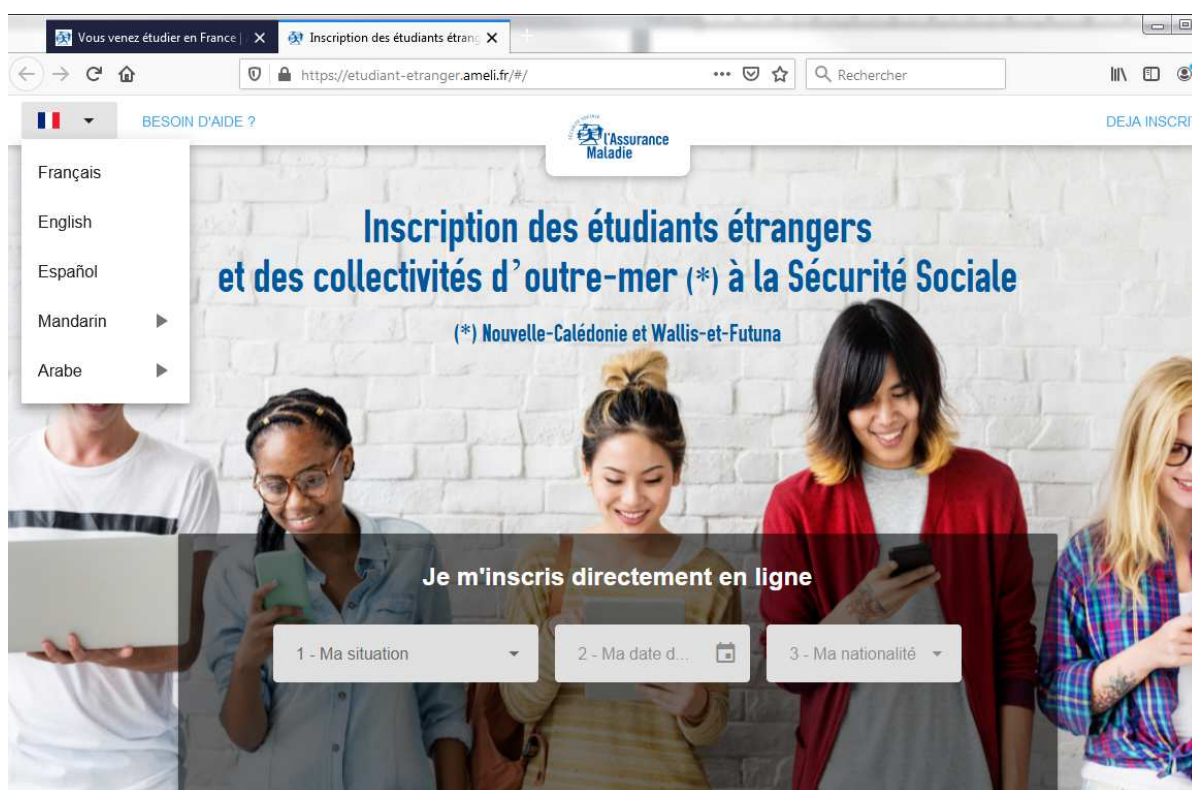 Vous venez étudier en France |
Inscription des étudiants étrang
https://etudiant-etranger.ameli.fr/#/
Rechercher
BESOIN D'AIDE ?
SÉCURITÉ SOCIALE
l'Assurance
Maladie
DEJA INSCRI
Français
English
Español
Mandarin
Arabe
Inscription des étudiants étrangers
et des collectivités d'outre-mer (*) à la Sécurité Sociale
(*) Nouvelle-Calédonie et Wallis-et-Futuna
Je m'inscris directement en ligne
1 - Ma situation
2 - Ma date d...
3 - Ma nationalité